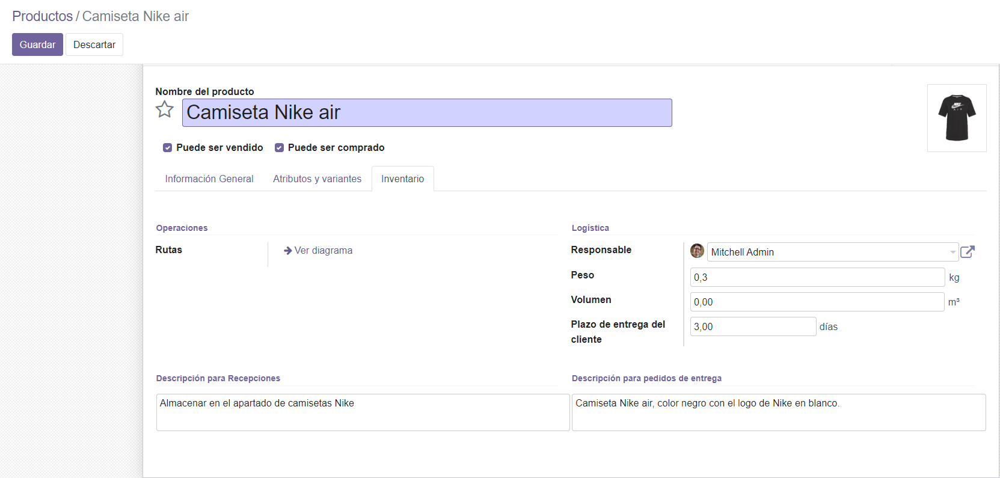 Productos / Camiseta Nike air
Guardar Descartar
Nombre del producto
Camiseta Nike air
NIKE
AIR
Puede ser vendido Puede ser comprado
Información General Atributos y variantes Inventario
Operaciones
Rutas Ver diagrama
Logística
Responsable Mitchell Admin
Peso 0,3 kg
Volumen 0,00 m³
Plazo de entrega del cliente 3,00 días
Descripción para Recepciones
Almacenar en el apartado de camisetas Nike
Descripción para pedidos de entrega
Camiseta Nike air, color negro con el logo de Nike en blanco.